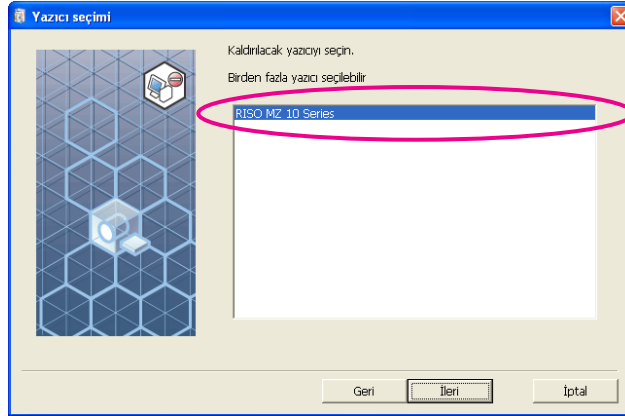 Yazıcı seçimi
Kaldırılacak yazıcıyı seçin.
Birden fazla yazıcı seçilebilir
RISO MZ 10 Series
Geri
İleri
İptal